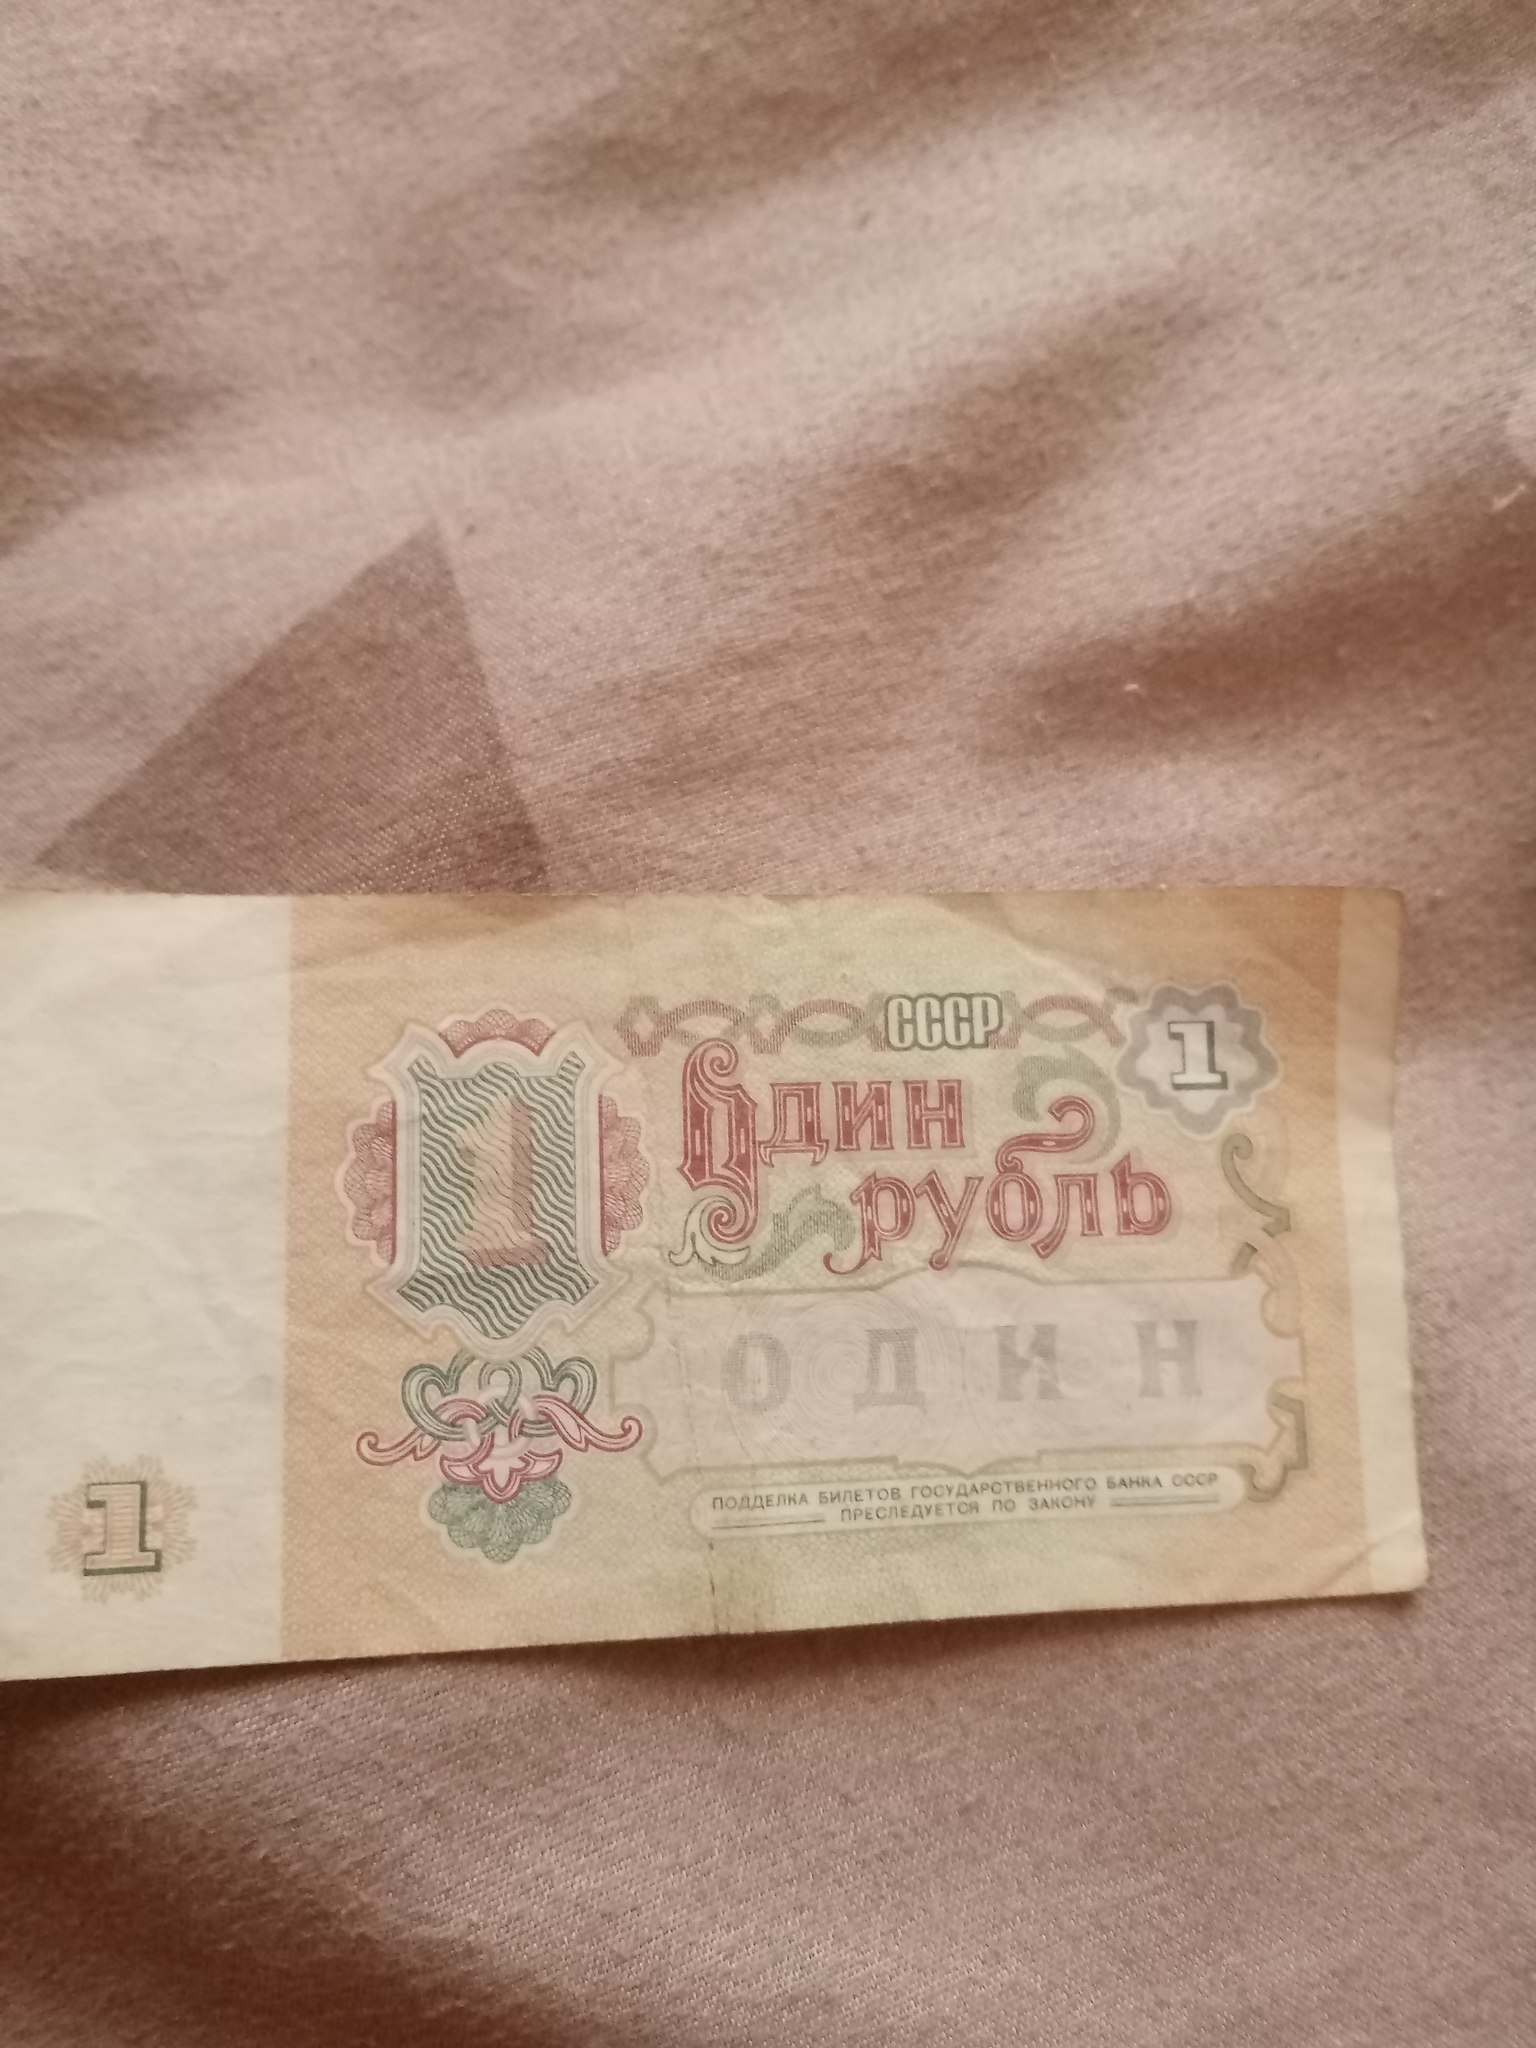 СССР
1
Один
рубль
1
ОДИН
ПОДДЕЛКА БИЛЕТОВ ГОСУДАРСТВЕННОГО БАНКА СССР
ПРЕСЛЕДУЕТСЯ ПО ЗАКОНУ
1